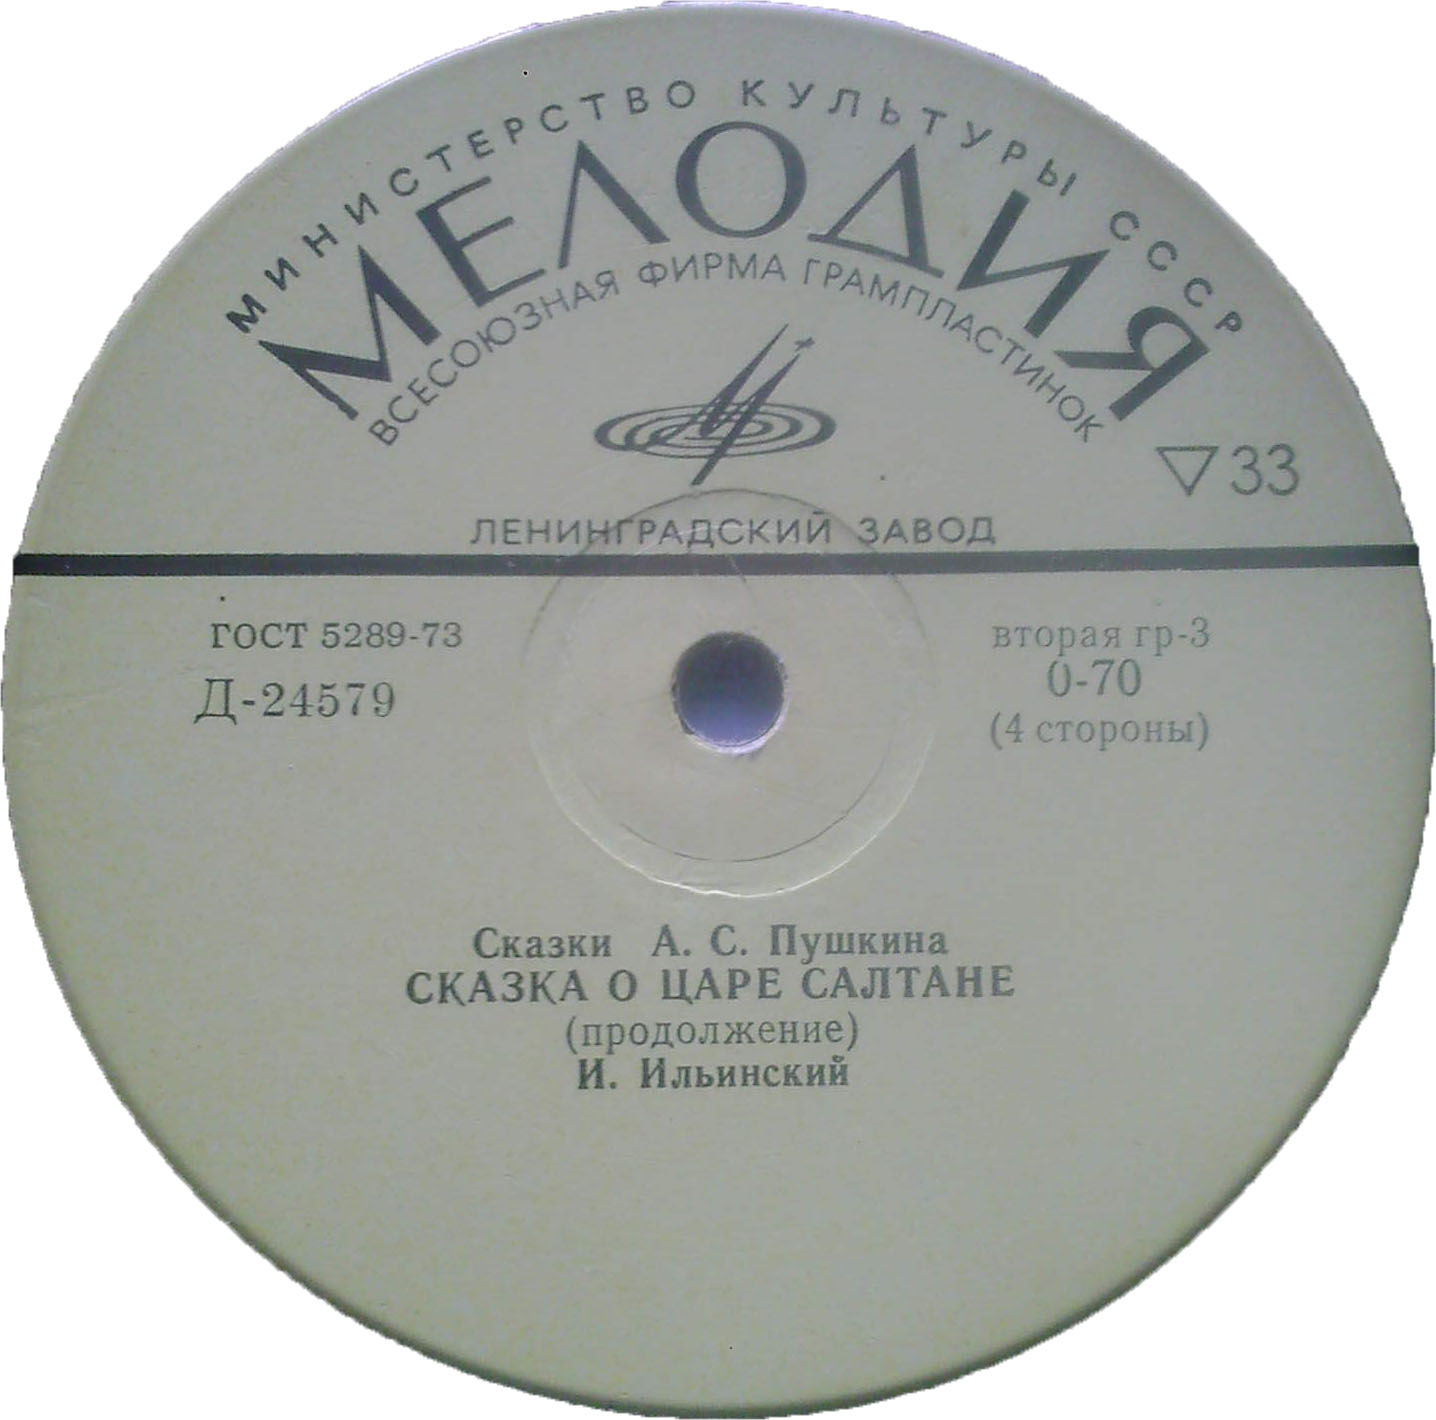 МИНИСТЕРСТВО КУЛЬТУРЫ СССР
МЕЛОДИЯ
ВСЕСОЮЗНАЯ ФИРМА ГРАМПЛАСТИНОК
33
ЛЕНИНГРАДСКИЙ ЗАВОД
ГОСТ 5289-73
Д-24579
вторая гр-3
0-70
(4 стороны)
Сказки А. С. Пушкина
СКАЗКА О ЦАРЕ САЛТАНЕ
(продолжение)
И. Ильинский